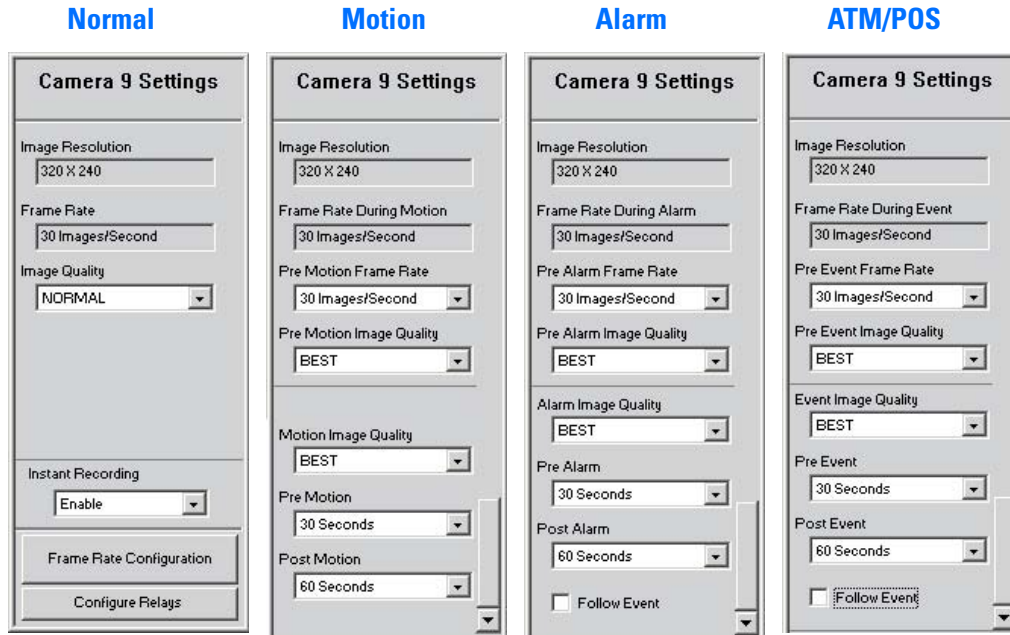 Normal
Camera 9 Settings
Image Resolution
320 X 240
Frame Rate
30 Images/Second
Image Quality
NORMAL
Instant Recording
Enable
Frame Rate Configuration
Configure Relays
Motion
Camera 9 Settings
Image Resolution
320 X 240
Frame Rate During Motion
30 Images/Second
Pre Motion Frame Rate
30 Images/Second
Pre Motion Image Quality
BEST
Motion Image Quality
BEST
Pre Motion
30 Seconds
Post Motion
60 Seconds
Alarm
Camera 9 Settings
Image Resolution
320 X 240
Frame Rate During Alarm
30 Images/Second
Pre Alarm Frame Rate
30 Images/Second
Pre Alarm Image Quality
BEST
Alarm Image Quality
BEST
Pre Alarm
30 Seconds
Post Alarm
60 Seconds
Follow Event
ATM/POS
Camera 9 Settings
Image Resolution
320 X 240
Frame Rate During Event
30 Images/Second
Pre Event Frame Rate
30 Images/Second
Pre Event Image Quality
BEST
Event Image Quality
BEST
Pre Event
30 Seconds
Post Event
60 Seconds
Follow Event